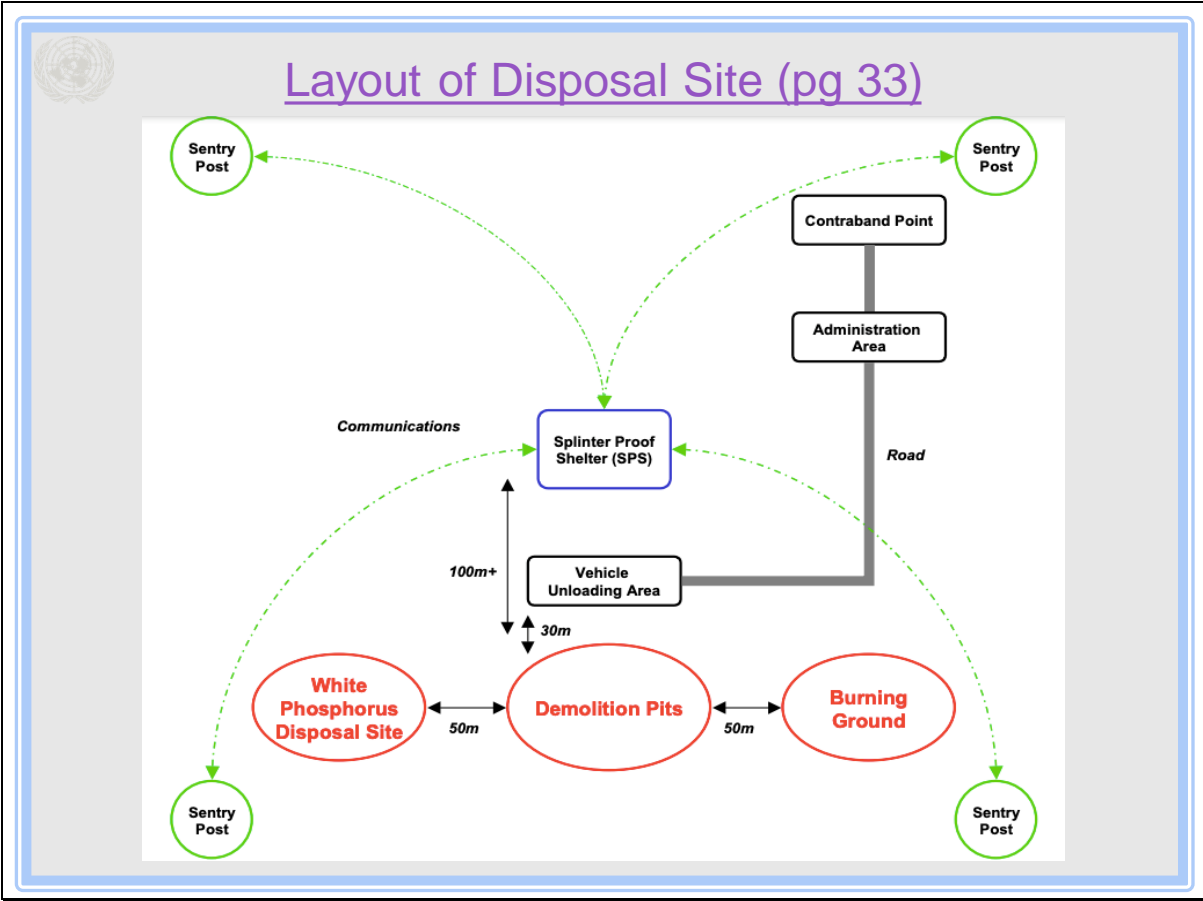 Layout of Disposal Site (pg 33)
Sentry
Post
Sentry
Post
Contraband Point
Administration
Area
Communications
Splinter Proof
Shelter (SPS)
Road
100m+
Vehicle
Unloading Area
30m
White
Phosphorus
Disposal Site
50m
Demolition Pits
50m
Burning
Ground
Sentry
Post
Sentry
Post